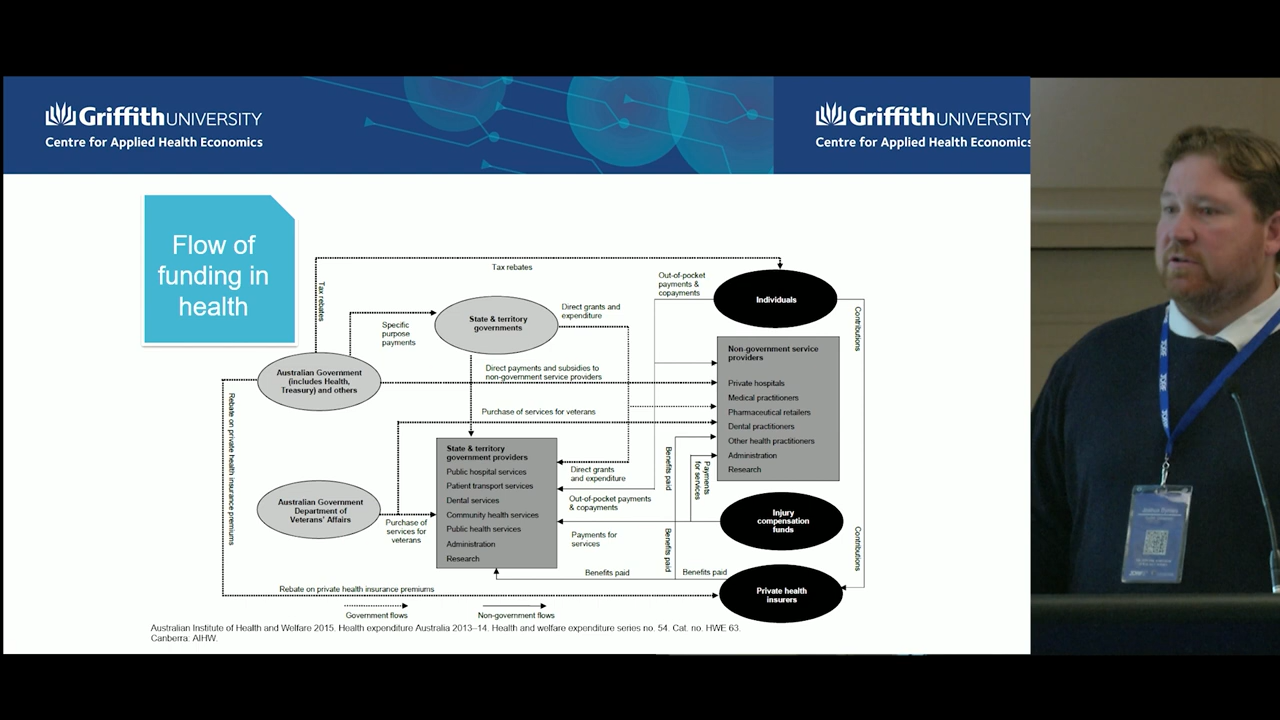 Griffith UNIVERSITY
Centre for Applied Health Economics
Griffith UNIVERSITY
Centre for Applied Health Economics
Flow of
funding in
health
Tax rebates
Tax rebates
Out-of-pocket
payments &
copayments
Individuals
Contributions
State & territory
governments
Direct grants and
expenditure
Specific
purpose
payments
Australian Government
(includes Health,
Treasury) and others
Direct payments and subsidies to
non-government service providers
Purchase of services for veterans
Non-government service
providers
Private hospitals
Medical practitioners
Pharmaceutical retailers
Dental practitioners
Other health practitioners
Administration
Research
Rebate on private health insurance premiums
State & territory
government providers
Public hospital services
Patient transport services
Dental services
Community health services
Public health services
Administration
Research
Direct grants
and expenditure
Out-of-pocket payments
& copayments
Payments for
services
Benefits paid
Payments
for services
Australian Government
Department of
Veterans' Affairs
Purchase of
services for
veterans
Injury
compensation
funds
Benefits paid
Contributions
Benefits paid
Benefits paid
Private health
insurers
Rebate on private health insurance premiums
Government flows
Non-government flows
Australian Institute of Health and Welfare 2015. Health expenditure Australia 2013–14. Health and welfare expenditure series no. 54. Cat. no. HWE 63.
Canberra: AIHW.